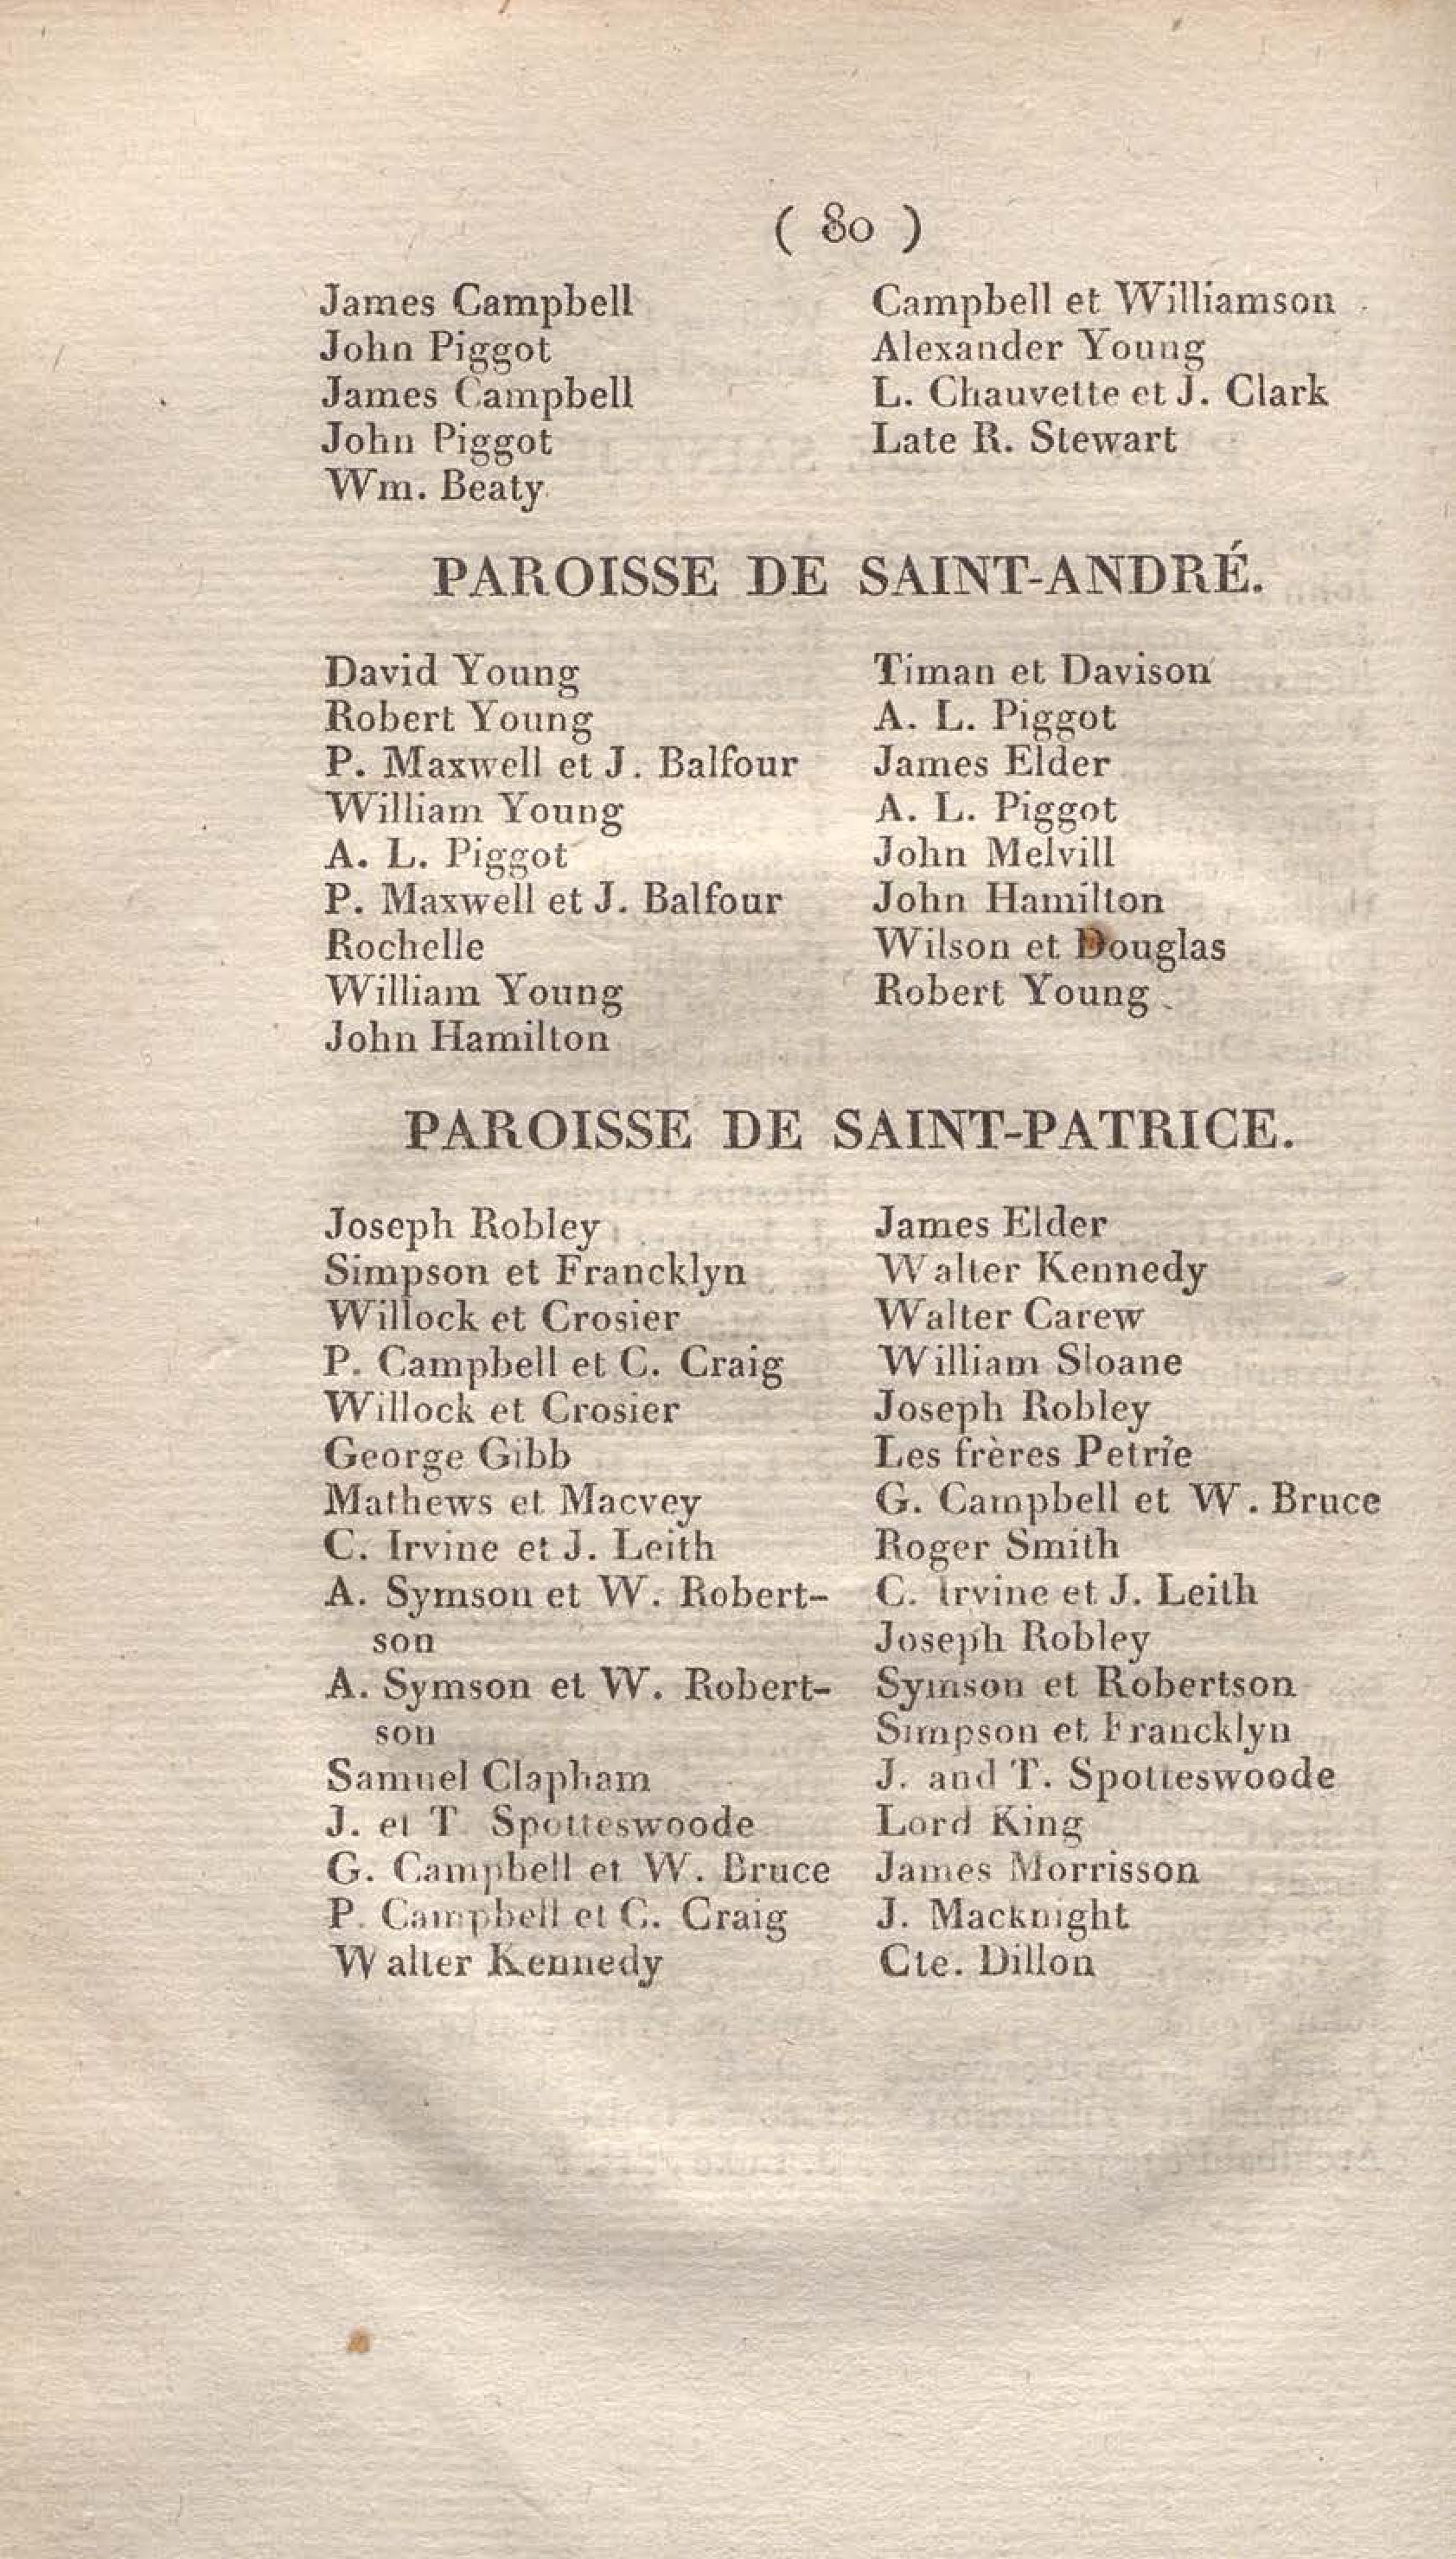 ( 80 )
James Campbell
John Piggot
James Campbell
John Piggot
Wm. Beaty
Campbell et Williamson
Alexander Young
L. Chauvette et J. Clark
Late R. Stewart
PAROISSE DE SAINT-ANDRÉ.
David Young
Robert Young
P. Maxwell et J. Balfour
William Young
A. L. Piggot
P. Maxwell et J. Balfour
Rochelle
William Young
John Hamilton
Timan et Davison
A. L. Piggot
James Elder
A. L. Piggot
John Melvill
John Hamilton
Wilson et Douglas
Robert Young
PAROISSE DE SAINT-PATRICE.
Joseph Robley
Simpson et Francklyn
Willock et Crosier
P. Campbell et C. Craig
Willock et Crosier
George Gibb
Mathews et Macvey
C. Irvine et J. Leith
A. Symson et W. Robert-
son
A. Symson et W. Robert-
son
Samuel Clapham
J. et T. Spotteswoode
G. Campbell et W. Bruce
P. Campbell et C. Craig
Walter Kennedy
James Elder
Walter Kennedy
Walter Carew
William Sloane
Joseph Robley
Les frères Petrie
G. Campbell et W. Bruce
Roger Smith
C. Irvine et J. Leith
Joseph Robley
Symson et Robertson
Simpson et Francklyn
J. and T. Spotteswoode
Lord King
James Morrisson
J. Macknight
Cte. Dillon